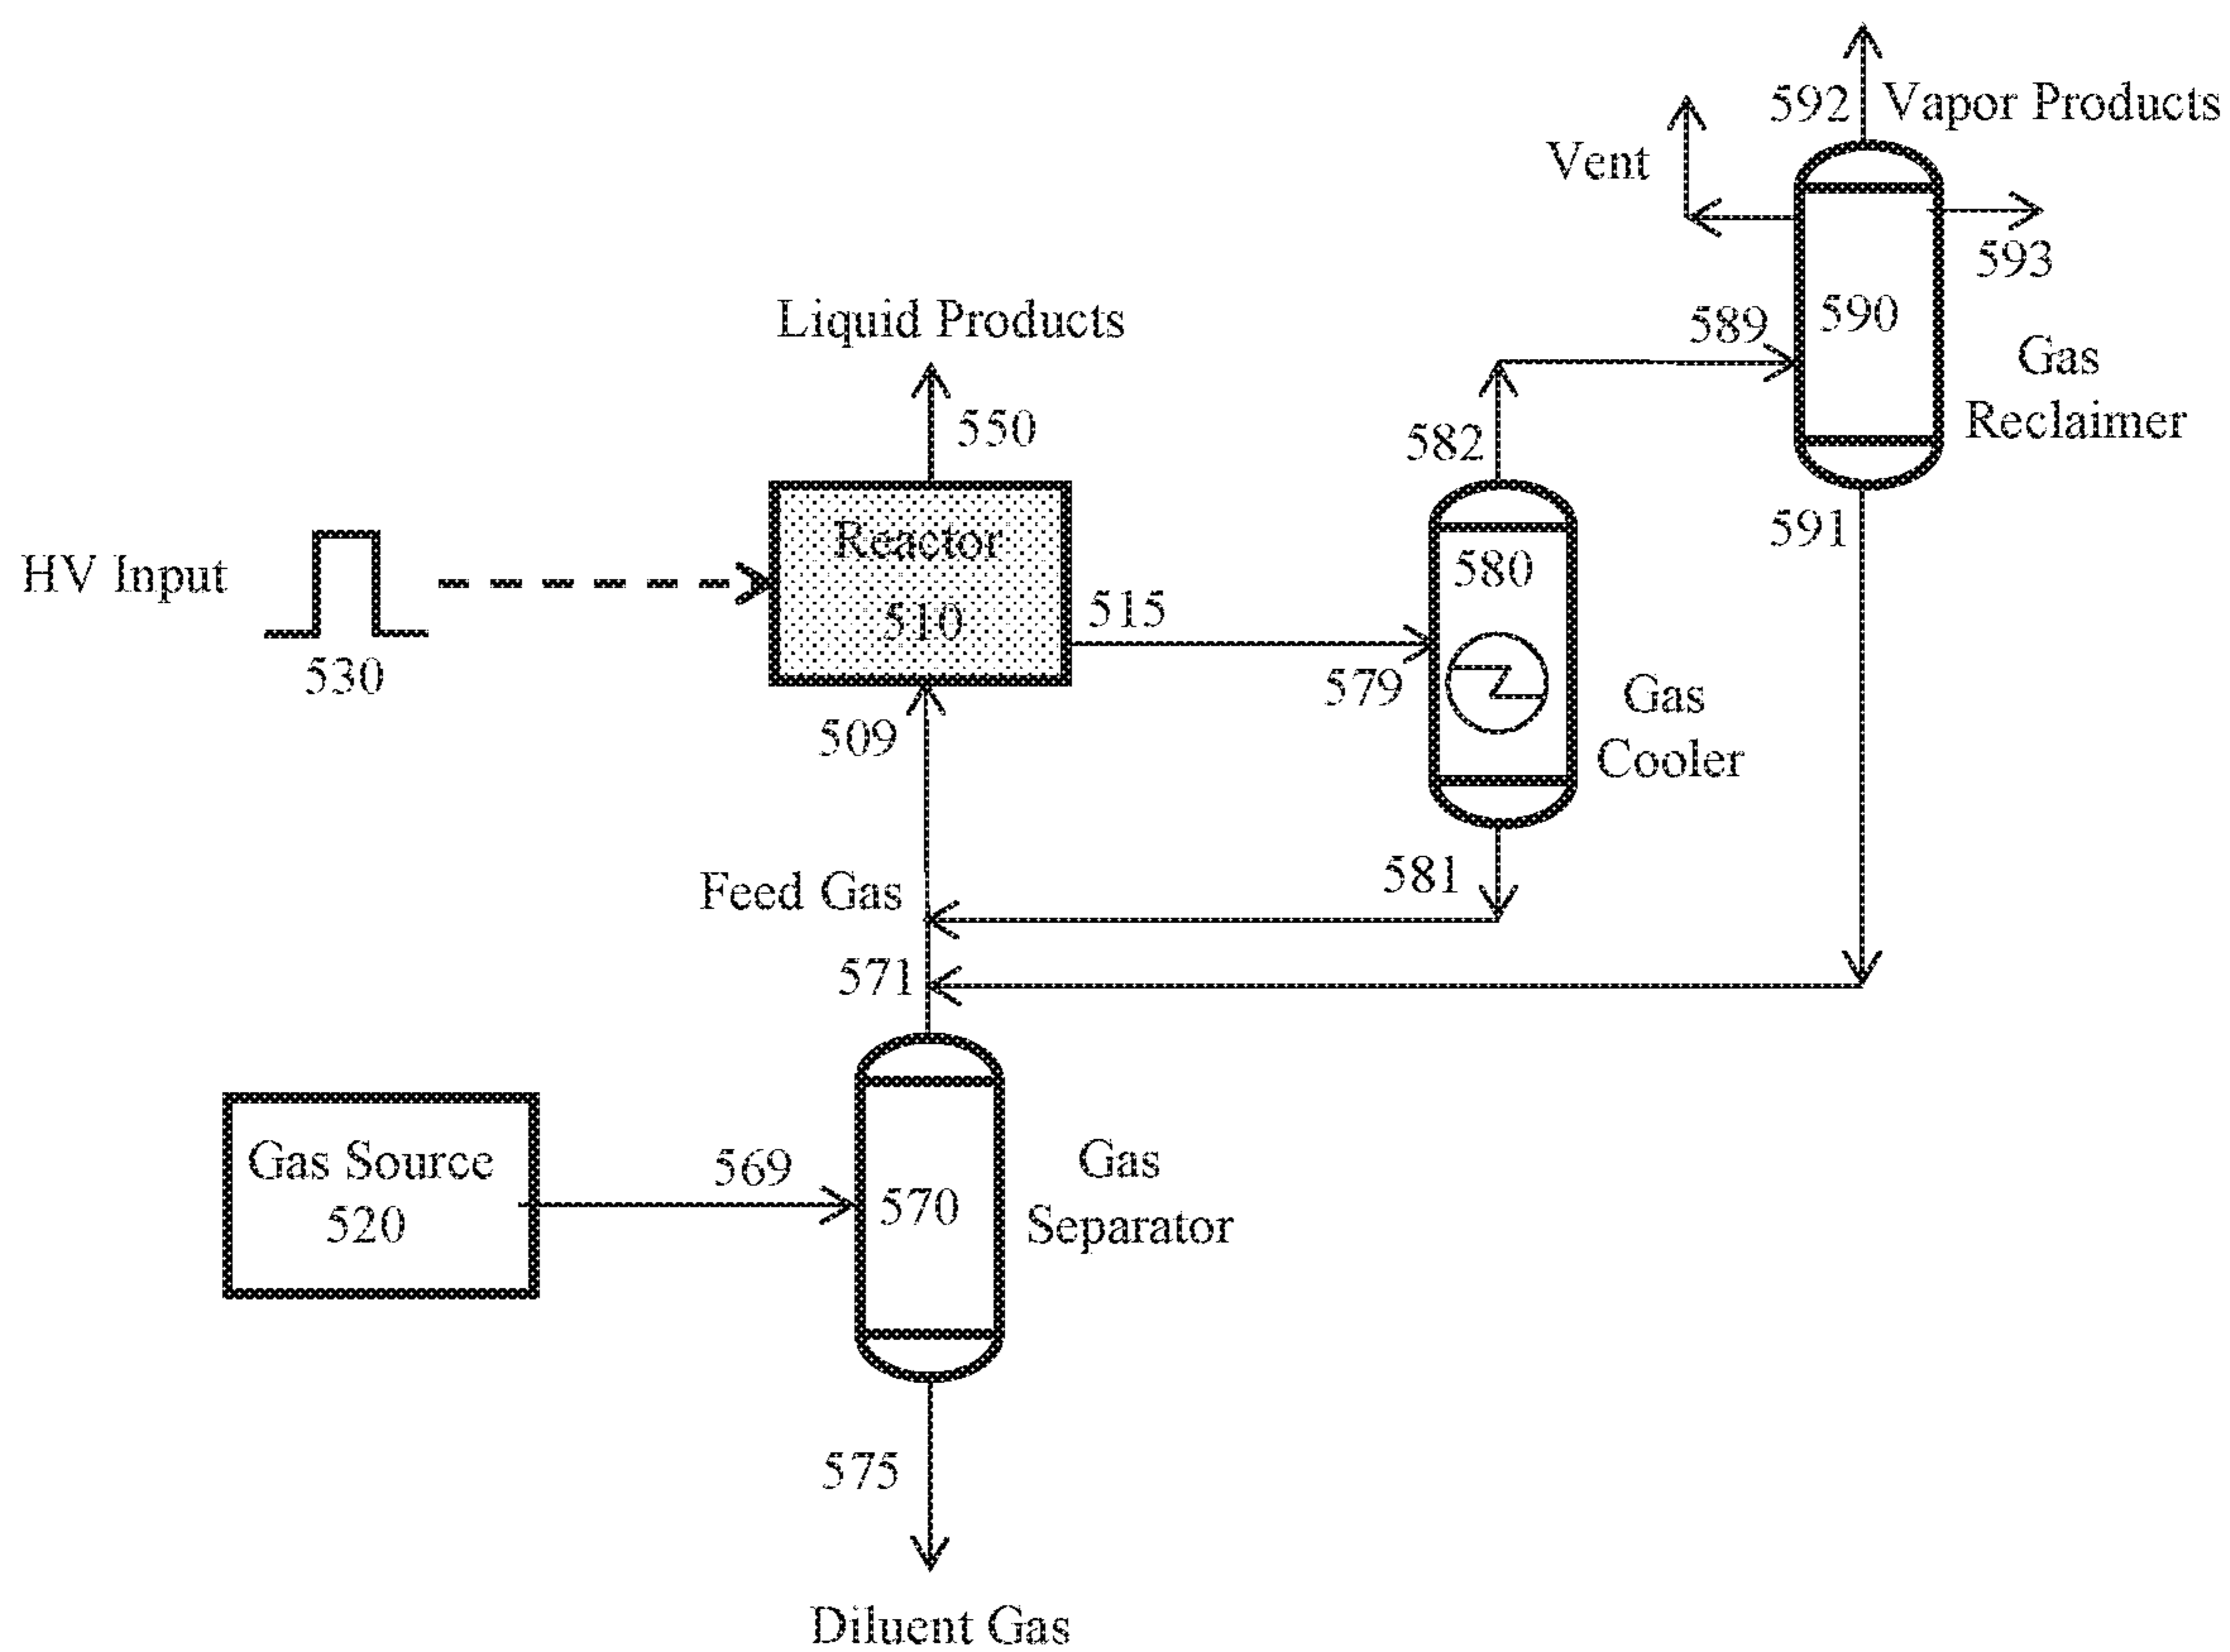 592 Vapor Products
Vent
593
590
589
Gas
Reclaimer
Liquid Products
550
582
591
HV Input
530
Reactor
510
515
580
579
Gas
Cooler
509
581
Feed Gas
571
Gas Source
520
569
570
Gas
Separator
575
Diluent Gas